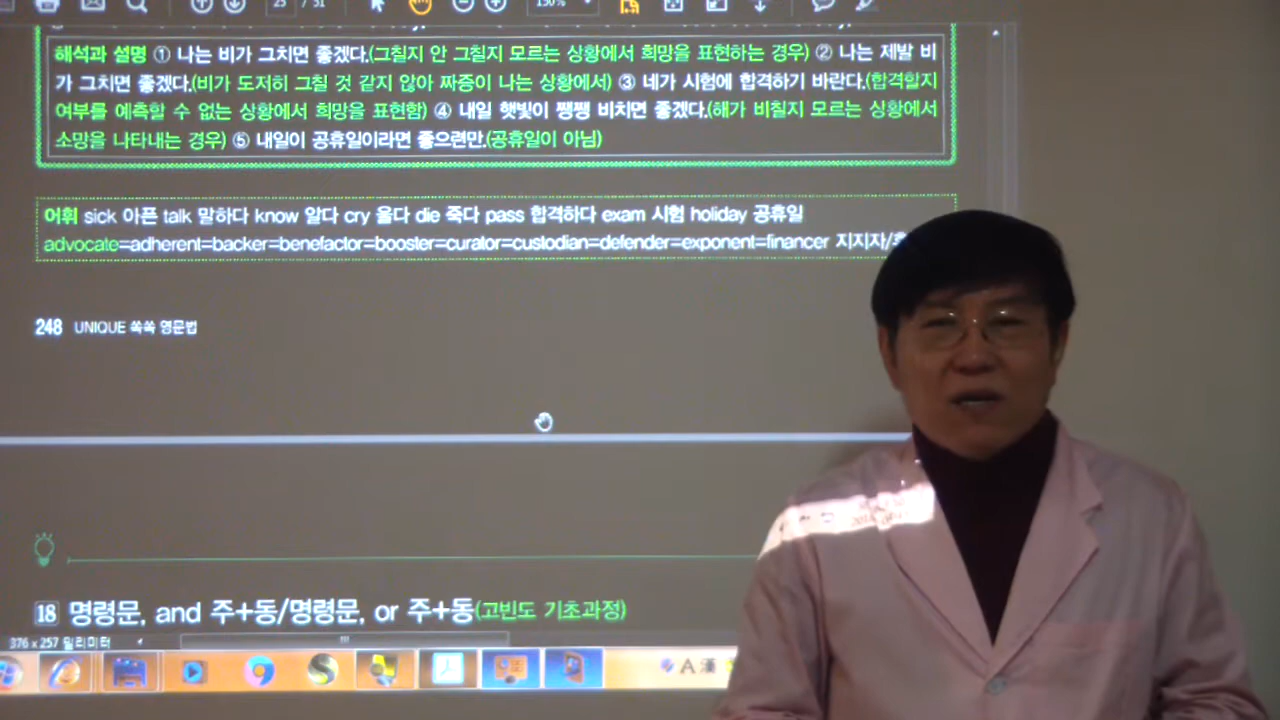 25 / 31
150%
해석과 설명 ① 나는 비가 그치면 좋겠다.(그칠지 안 그칠지 모르는 상황에서 희망을 표현하는 경우) ② 나는 제발 비
가 그치면 좋겠다.(비가 도저히 그칠 것 같지 않아 짜증이 나는 상황에서) ③ 네가 시험에 합격하기 바란다.(합격할지
여부를 예측할 수 없는 상황에서 희망을 표현함) ④ 내일 햇빛이 쨍쨍 비치면 좋겠다.(해가 비칠지 모르는 상황에서
소망을 나타내는 경우) ⑤ 내일이 공휴일이라면 좋으련만.(공휴일이 아님)
어휘 sick 아픈 talk 말하다 know 알다 cry 울다 die 죽다 pass 합격하다 exam 시험 holiday 공휴일
advocate=adherent=backer=benefactor=booster=curator=custodian=defender=exponent=financer 지지자/
248 UNIQUE 쏙쏙 영문법
18 명령문, and 주+동/명령문, or 주+동(고빈도 기초과정)
376 x 257 밀리미터
A 漢